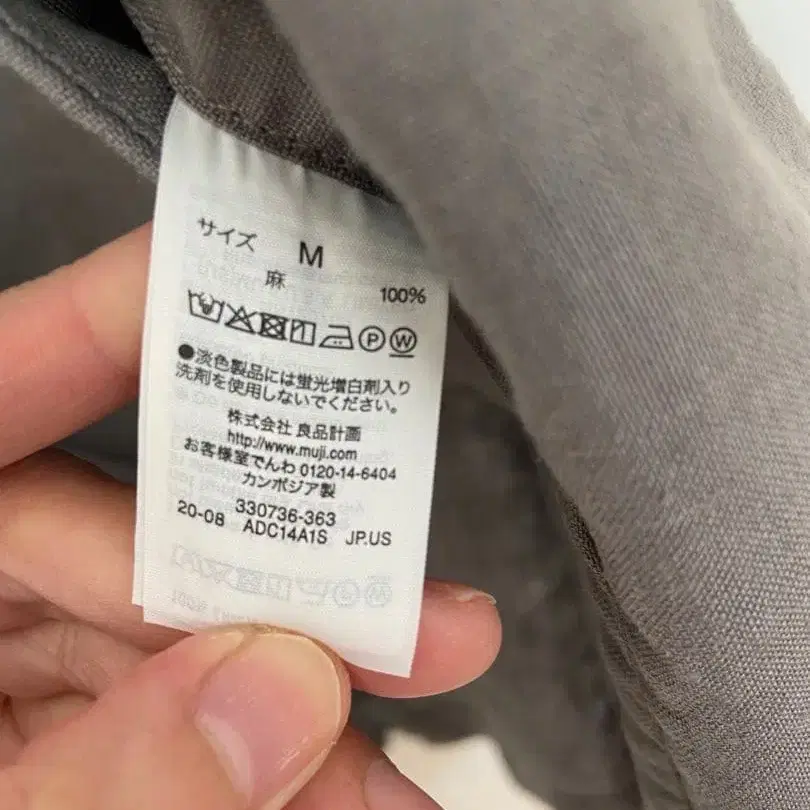 サイズ M
麻 100%
P W
●淡色製品には蛍光増白剤入り
洗剤を使用しないでください。
株式会社 良品計画
http://www.muji.com
お客様室でんわ 0120-14-6404
カンボジア製
330736-363
20-08 ADC14A1S JP.US